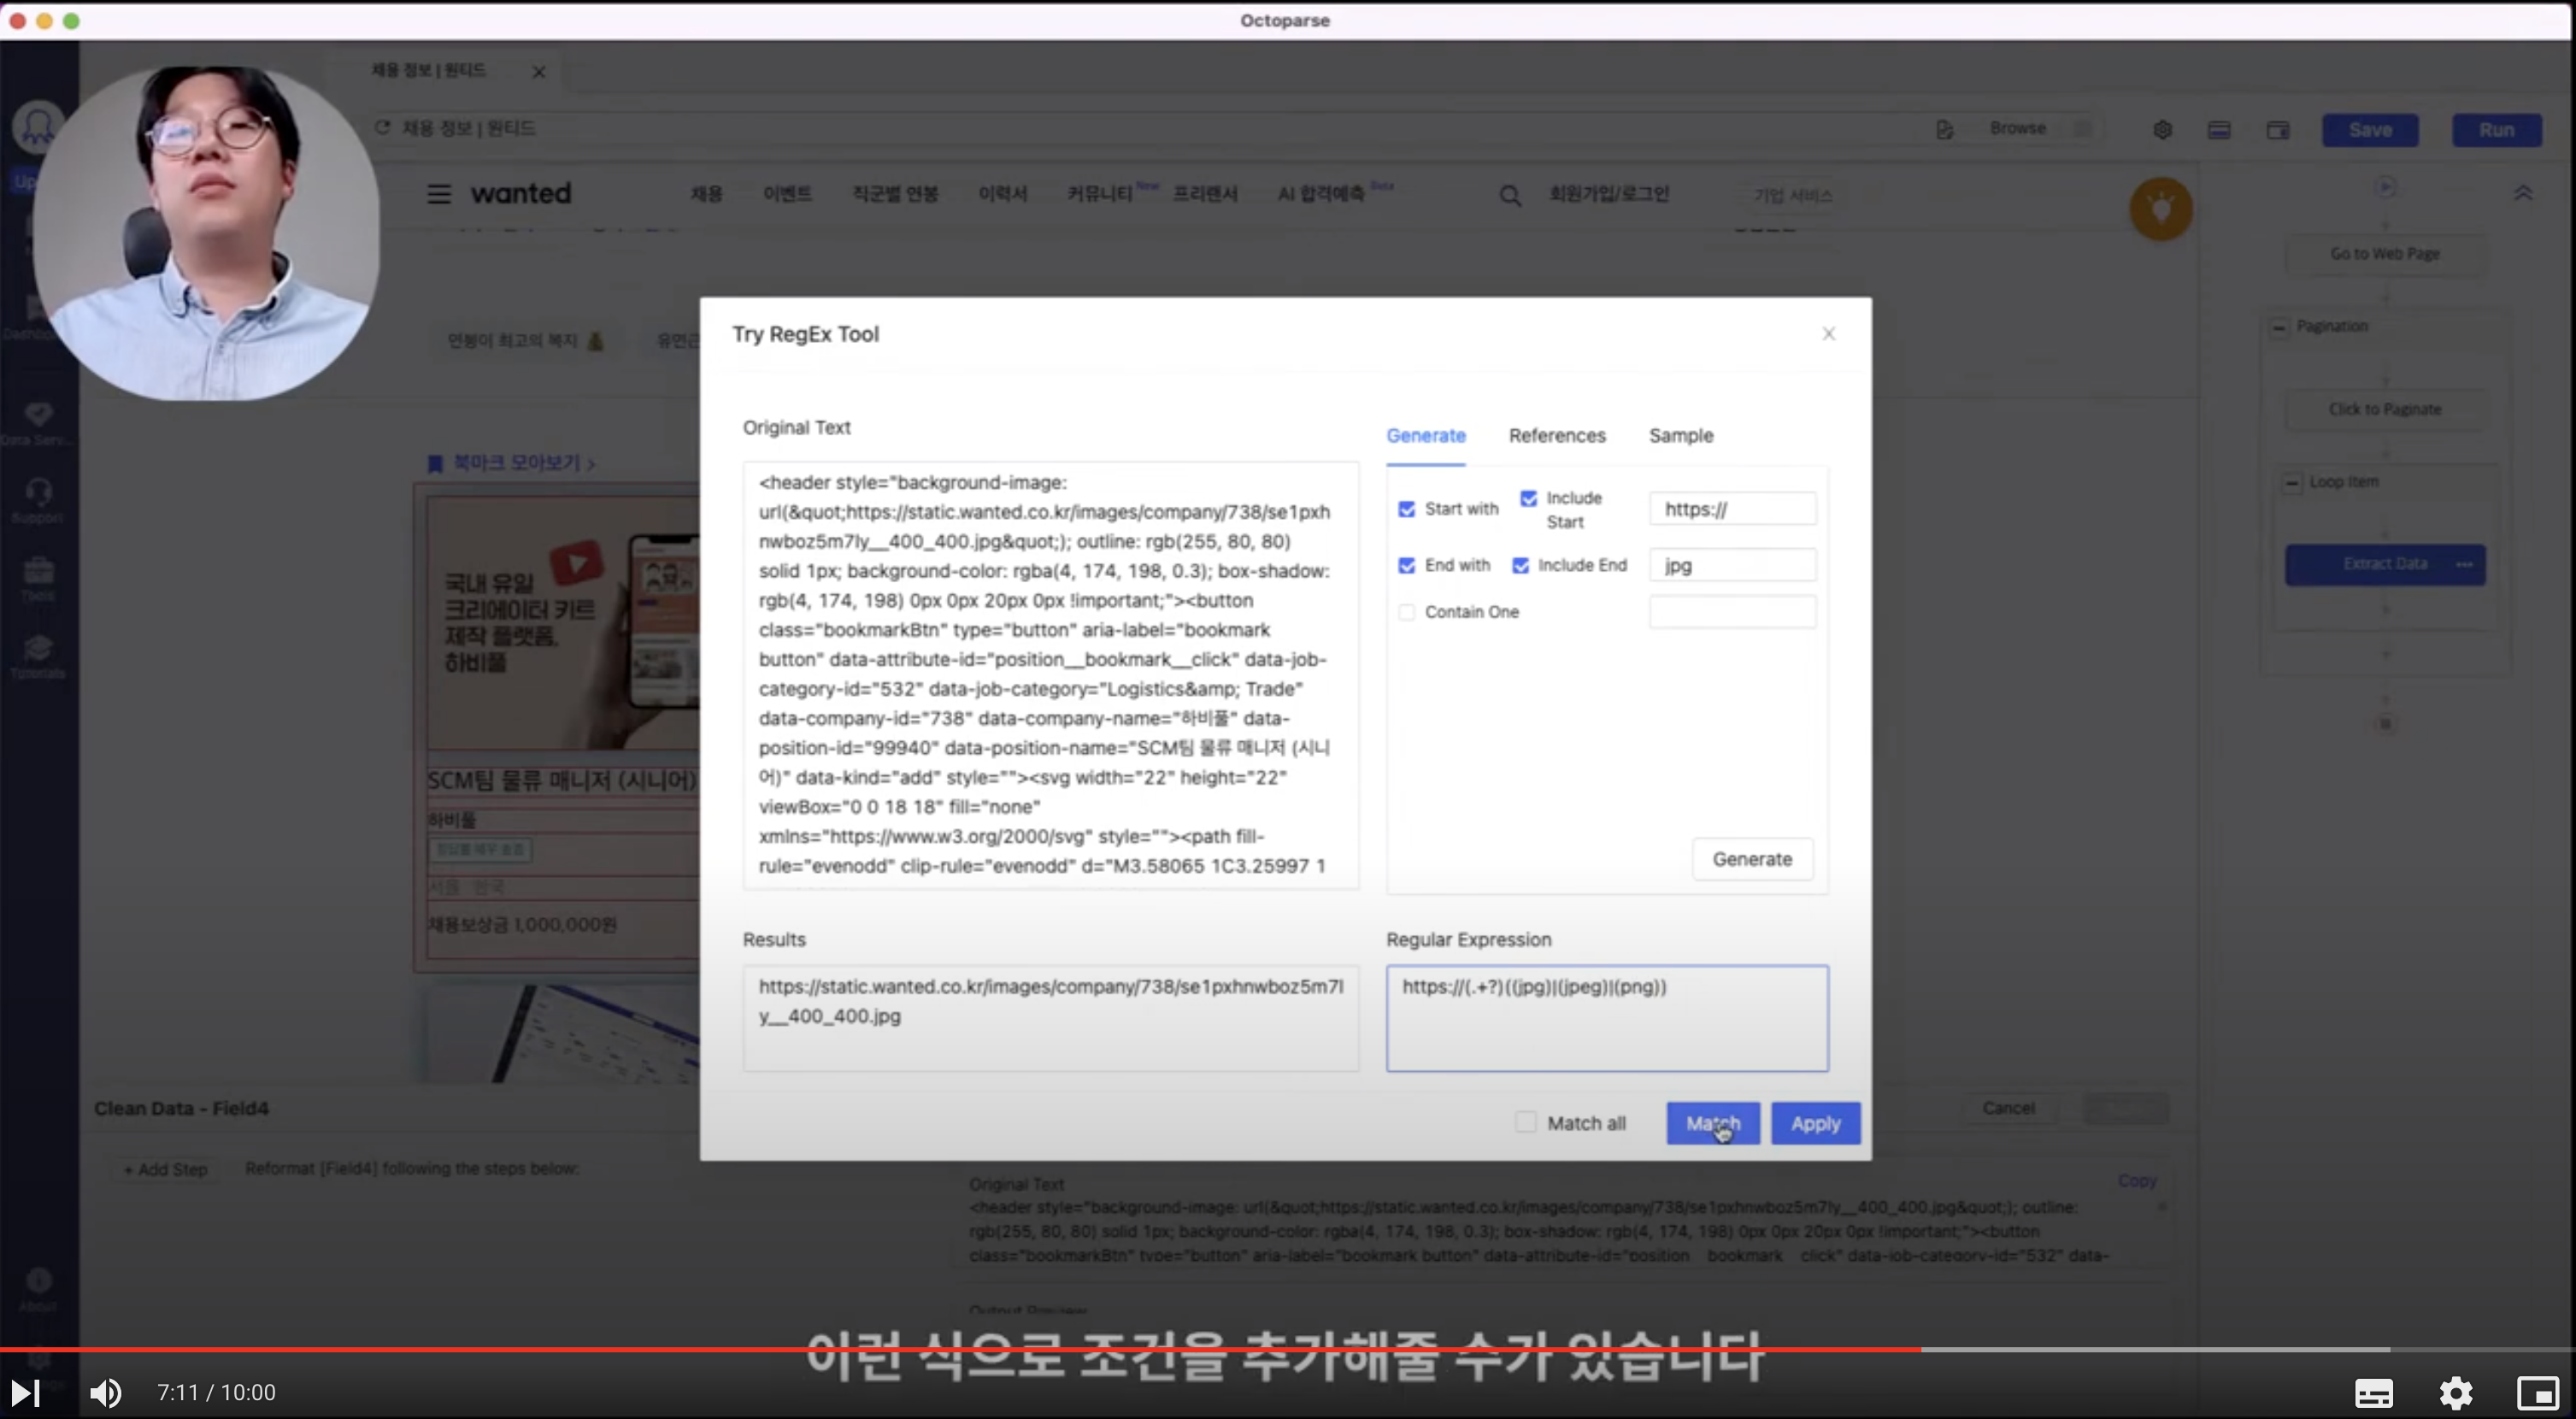 Octoparse
채용 정보 | 원티드
채용 정보 | 원티드
Browse
Save
Run
wanted
채용
이벤트
직군별 연봉
이력서
커뮤니티 New
프리랜서
AI 합격예측 Beta
회원가입/로그인
기업 서비스
연봉이 최고의 복지
유연근
북마크 모아보기 >
국내 유일
크리에이터 키트
제작 플랫폼,
하비풀
SCM팀 물류 매니저 (시니어)
하비풀
서울 한국
채용보상금 1,000,000원
Support
Tools
Tutorials
About
Go to Web Page
Pagination
Click to Paginate
Loop Item
Extract Data
Try RegEx Tool
Original Text
<header style="background-image:
url(&quot;https://static.wanted.co.kr/images/company/738/se1pxh
nwboz5m7ly__400_400.jpg&quot;); outline: rgb(255, 80, 80)
solid 1px; background-color: rgba(4, 174, 198, 0.3); box-shadow:
rgb(4, 174, 198) 0px 0px 20px 0px !important;"><button
class="bookmarkBtn" type="button" aria-label="bookmark
button" data-attribute-id="position__bookmark__click" data-job-
category-id="532" data-job-category="Logistics&amp; Trade"
data-company-id="738" data-company-name="하비풀" data-
position-id="99940" data-position-name="SCM팀 물류 매니저 (시니
어)" data-kind="add" style=""><svg width="22" height="22"
viewBox="0 0 18 18" fill="none"
xmlns="https://www.w3.org/2000/svg" style=""><path fill-
rule="evenodd" clip-rule="evenodd" d="M3.58065 1C3.25997 1
Generate
References
Sample
Start with
Include Start
https://
End with
Include End
jpg
Contain One
Generate
Results
https://static.wanted.co.kr/images/company/738/se1pxhnwboz5m7l
y__400_400.jpg
Regular Expression
https://(.+?)((jpg)|(jpeg)|(png))
Match all
Match
Apply
Clean Data - Field4
Cancel
+ Add Step
Reformat [Field4] following the steps below:
Original Text
Copy
<header style="background-image: url(&quot;https://static.wanted.co.kr/images/company/738/se1pxhnwboz5m7ly__400_400.jpg&quot;); outline:
rgb(255, 80, 80) solid 1px; background-color: rgba(4, 174, 198, 0.3); box-shadow: rgb(4, 174, 198) 0px 0px 20px 0px !important;"><button
class="bookmarkBtn" type="button" aria-label="bookmark button" data-attribute-id="position__bookmark__click" data-job-category-id="532" data-
Output Preview
이런 식으로 조건을 추가해줄 수가 있습니다
7:11 / 10:00